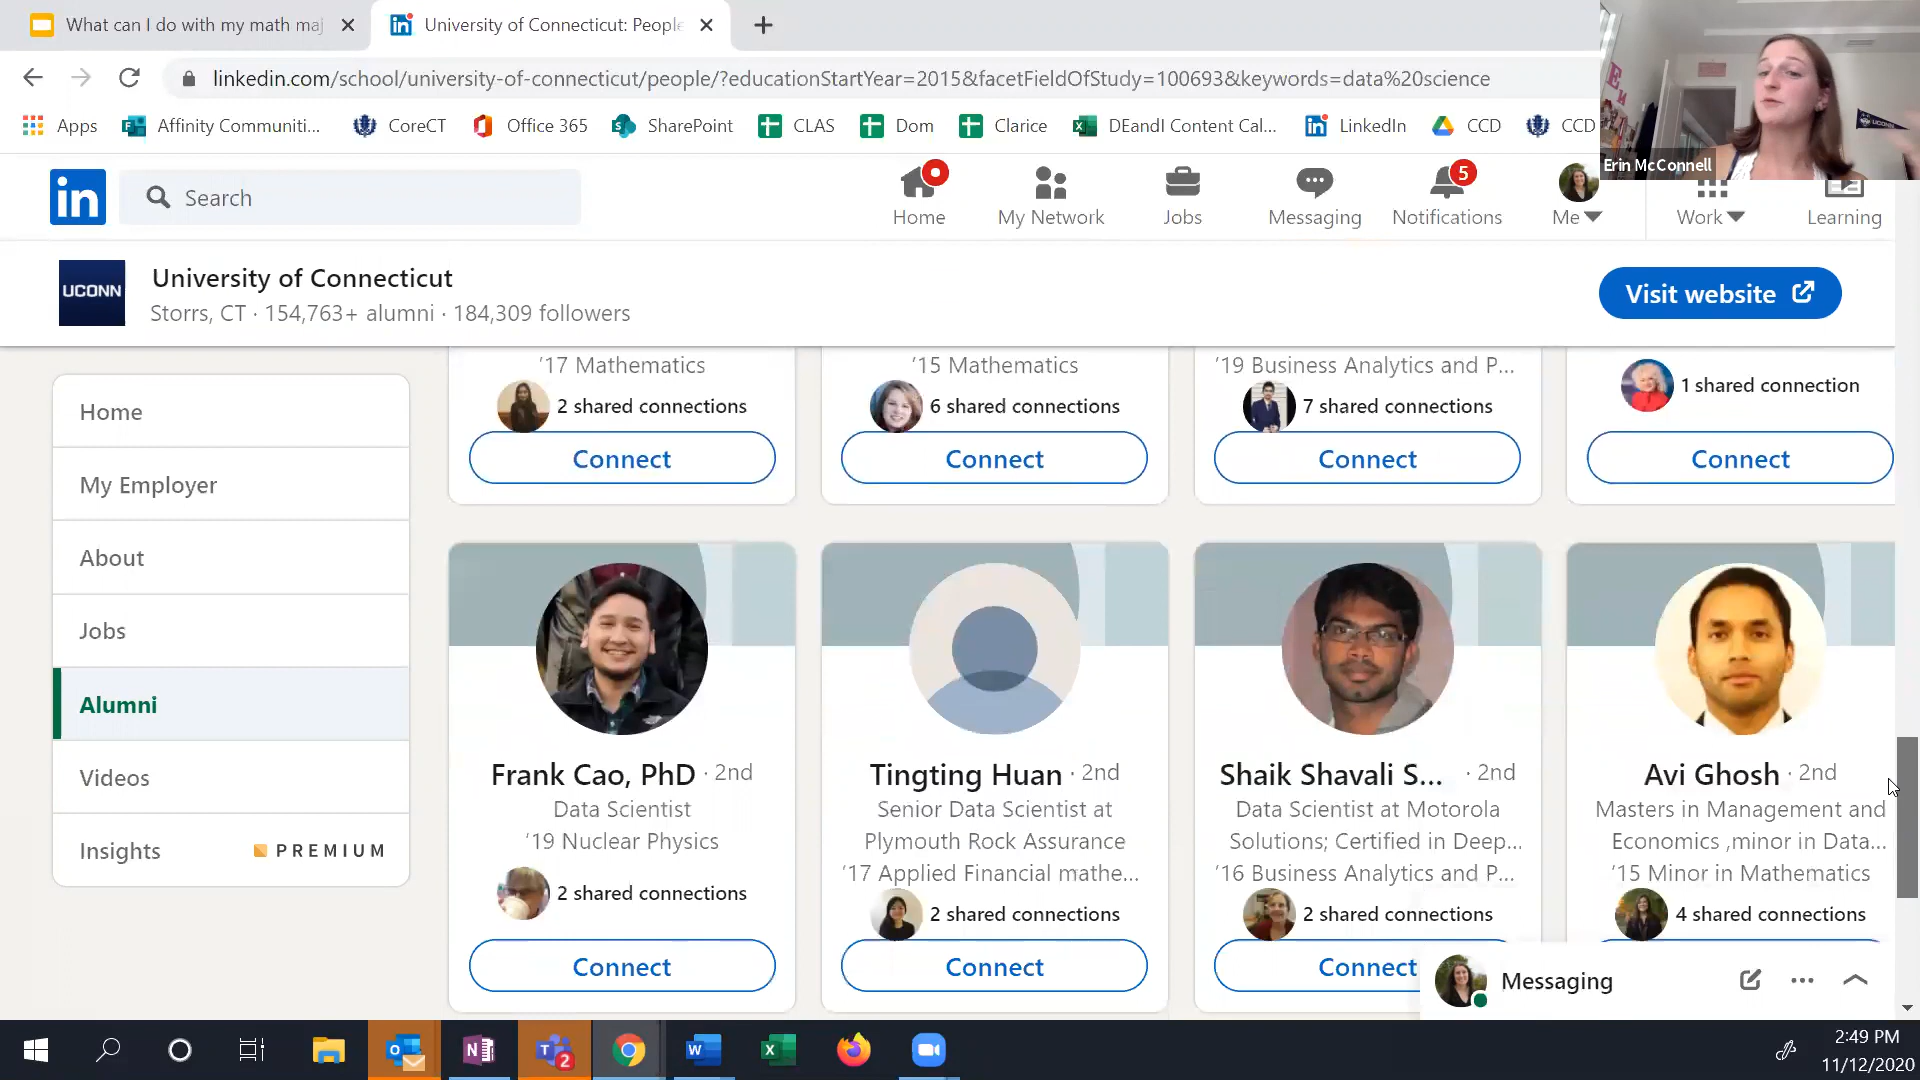 What can I do with my math maj
University of Connecticut: People
linkedin.com/school/university-of-connecticut/people/?educationStartYear=2015&facetFieldOfStudy=100693&keywords=data%20science
Apps
Affinity Communiti...
CoreCT
Office 365
SharePoint
CLAS
Dom
Clarice
DEandI Content Cal...
LinkedIn
CCD
CCD
UCONN
Erin McConnell
in
Search
Home
My Network
Jobs
Messaging
5
Notifications
Me
Work
Learning
UCONN
University of Connecticut
Storrs, CT · 154,763+ alumni · 184,309 followers
Visit website
Home
My Employer
About
Jobs
Alumni
Videos
Insights PREMIUM
'17 Mathematics
2 shared connections
Connect
'15 Mathematics
6 shared connections
Connect
'19 Business Analytics and P...
7 shared connections
Connect
1 shared connection
Connect
Frank Cao, PhD · 2nd
Data Scientist
'19 Nuclear Physics
2 shared connections
Connect
Tingting Huan · 2nd
Senior Data Scientist at
Plymouth Rock Assurance
'17 Applied Financial mathe...
2 shared connections
Connect
Shaik Shavali S... · 2nd
Data Scientist at Motorola
Solutions; Certified in Deep...
'16 Business Analytics and P...
2 shared connections
Connect
Avi Ghosh · 2nd
Masters in Management and
Economics ,minor in Data...
'15 Minor in Mathematics
4 shared connections
Messaging
2
2:49 PM
11/12/2020